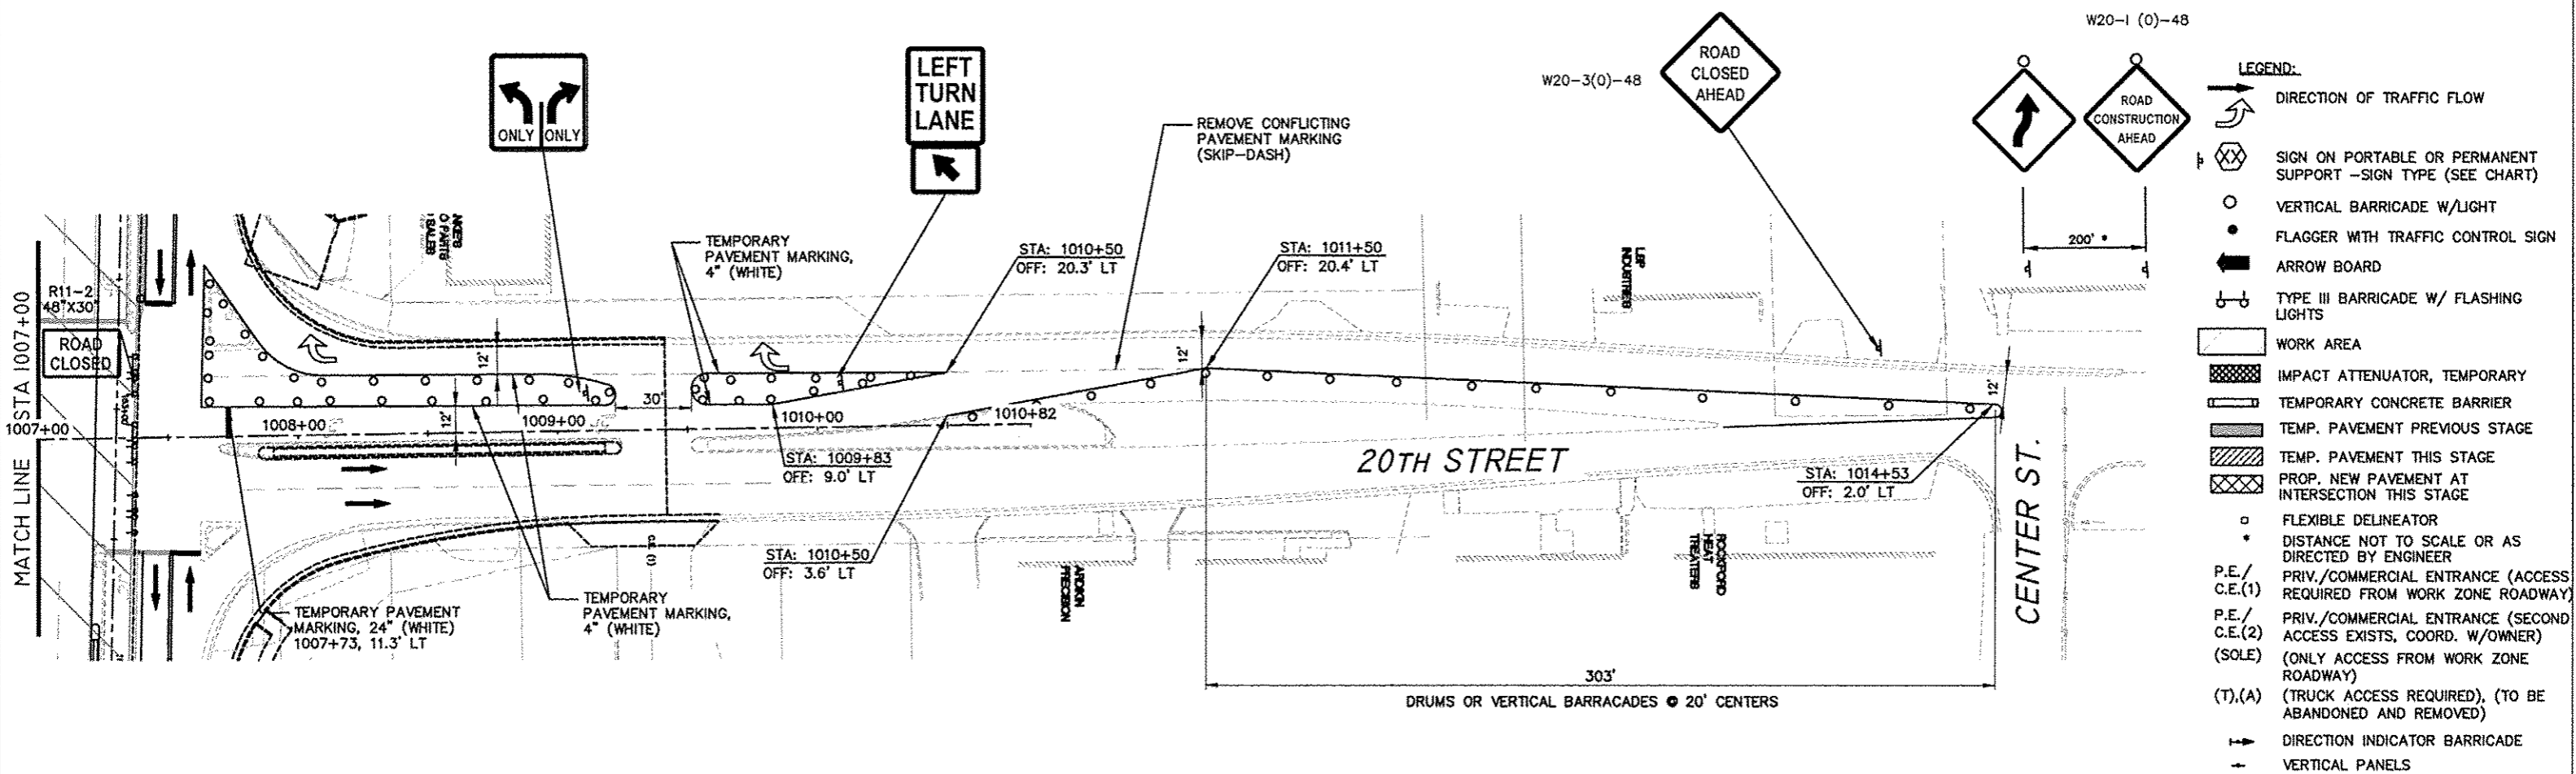 W20-1 (0)-48
W20-3(0)-48
ROAD
CLOSED
AHEAD
ROAD
CONSTRUCTION
AHEAD
200' *
LEFT
TURN
LANE
ONLY
ONLY
REMOVE CONFLICTING
PAVEMENT MARKING
(SKIP-DASH)
TEMPORARY
PAVEMENT MARKING,
4" (WHITE)
STA: 1010+50
OFF: 20.3' LT
STA: 1011+50
OFF: 20.4' LT
LBP
INDUSTRIES
O PARTS
SALES
R11-2
48"X30"
ROAD
CLOSED
MATCH LINE STA 1007+00
1007+00
1008+00
1009+00
1010+00
1010+82
12'
12'
30'
12'
12'
STA: 1009+83
OFF: 9.0' LT
20TH STREET
STA: 1014+53
OFF: 2.0' LT
CENTER ST.
STA: 1010+50
OFF: 3.6' LT
C.E. (1)
ROCKFORD
HEAT
TREATERS
PRECISION
TEMPORARY PAVEMENT
MARKING, 24" (WHITE)
1007+73, 11.3' LT
TEMPORARY
PAVEMENT MARKING,
4" (WHITE)
303'
DRUMS OR VERTICAL BARRACADES @ 20' CENTERS
LEGEND:
DIRECTION OF TRAFFIC FLOW
XX
SIGN ON PORTABLE OR PERMANENT
SUPPORT -SIGN TYPE (SEE CHART)
VERTICAL BARRICADE W/LIGHT
FLAGGER WITH TRAFFIC CONTROL SIGN
ARROW BOARD
TYPE III BARRICADE W/ FLASHING
LIGHTS
WORK AREA
IMPACT ATTENUATOR, TEMPORARY
TEMPORARY CONCRETE BARRIER
TEMP. PAVEMENT PREVIOUS STAGE
TEMP. PAVEMENT THIS STAGE
PROP. NEW PAVEMENT AT
INTERSECTION THIS STAGE
FLEXIBLE DELINEATOR
* DISTANCE NOT TO SCALE OR AS
DIRECTED BY ENGINEER
P.E./ PRIV./COMMERCIAL ENTRANCE (ACCESS
C.E.(1) REQUIRED FROM WORK ZONE ROADWAY)
P.E./ PRIV./COMMERCIAL ENTRANCE (SECOND
C.E.(2) ACCESS EXISTS, COORD. W/OWNER)
(SOLE) (ONLY ACCESS FROM WORK ZONE
ROADWAY)
(T),(A) (TRUCK ACCESS REQUIRED), (TO BE
ABANDONED AND REMOVED)
DIRECTION INDICATOR BARRICADE
VERTICAL PANELS